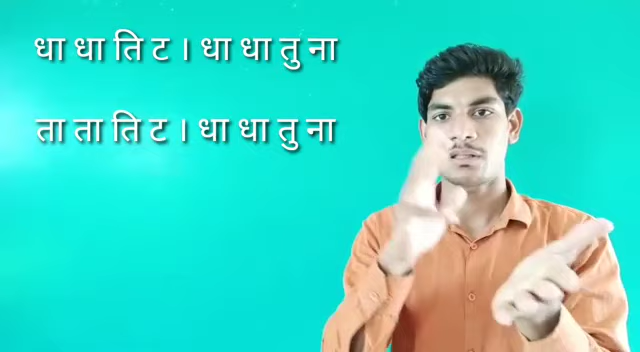 धा धा ति ट । धा धा तु ना
ता ता ति ट । धा धा तु ना